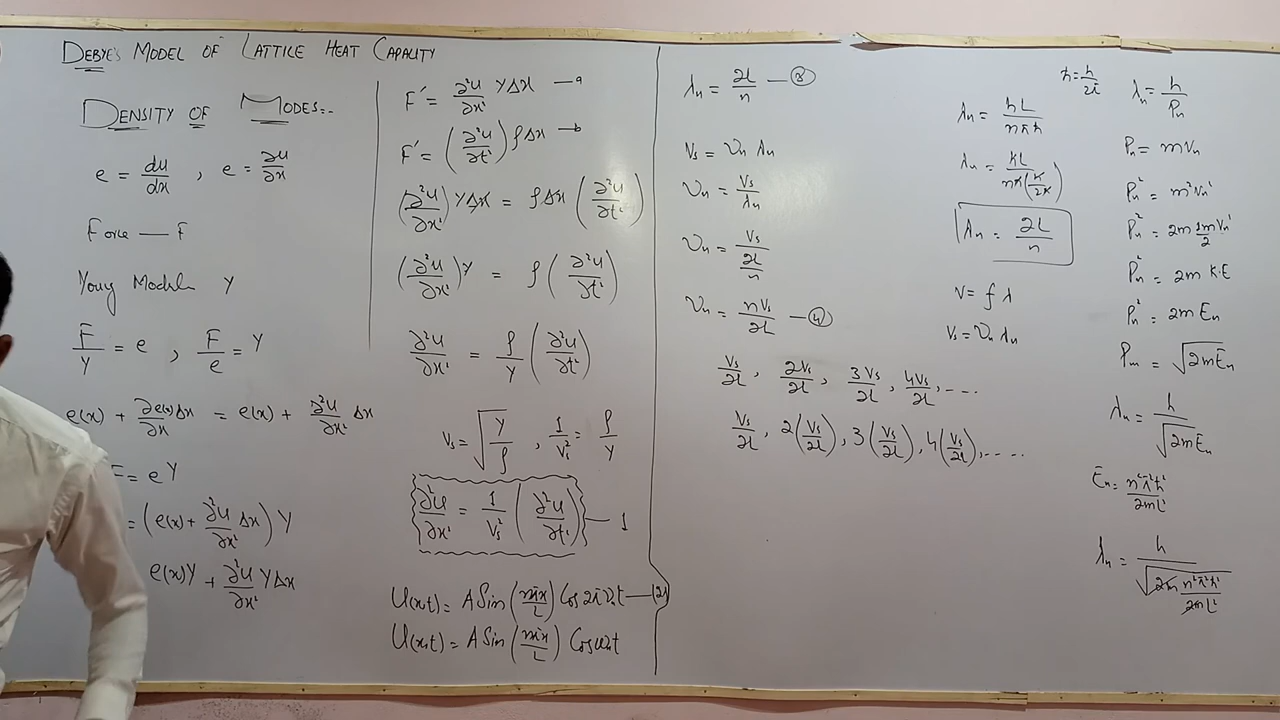 DEBYE'S MODEL OF LATTICE HEAT CAPALITY
DENSITY OF MODES:-
e = du/dx , e = ∂u/∂x
Force — F
Young Modulus Y
F/Y = e , F/e = Y
e(x) + ∂e(x)/∂x Δx = e(x) + ∂²u/∂x² Δx
F = eY
= (e(x) + ∂²u/∂x² Δx) Y
e(x)Y + ∂²u/∂x² YΔx
F' = ∂²u/∂x² YΔx — a
F' = (∂²u/∂t²) ρΔx — b
(∂²u/∂x²) YΔx = ρΔx (∂²u/∂t²)
(∂²u/∂x²) Y = ρ (∂²u/∂t²)
∂²u/∂x² = ρ/Y (∂²u/∂t²)
Vs = √(Y/ρ) , 1/Vs² = ρ/Y
∂²u/∂x² = 1/Vs² (∂²u/∂t²) — 1
U(x,t) = A Sin (nπx/L) Cos 2πνt — (2)
U(x,t) = A Sin (nπx/L) Cos ωt
λn = 2L/n — (3)
Vs = νn λn
νn = Vs/λn
νn = Vs/(2L/n)
νn = nVs/2L — (4)
Vs/2L , 2Vs/2L , 3Vs/2L , 4Vs/2L , ....
Vs/2L , 2(Vs/2L) , 3(Vs/2L) , 4(Vs/2L) , .....
ħ = h/2π
λn = hL/nπħ
λn = hL/nπ(h/2π)
λn = 2L/n
V = f λ
Vs = νn λn
λn = h/Pn
Pn = mVn
Pn² = m²Vn²
Pn² = 2m 1mVn²/2
Pn² = 2m K.E
Pn² = 2m En
Pn = √2mEn
λn = h/√2mEn
En = n²π²ħ²/2mL²
λn = h/√(2m n²π²ħ²/2mL²)